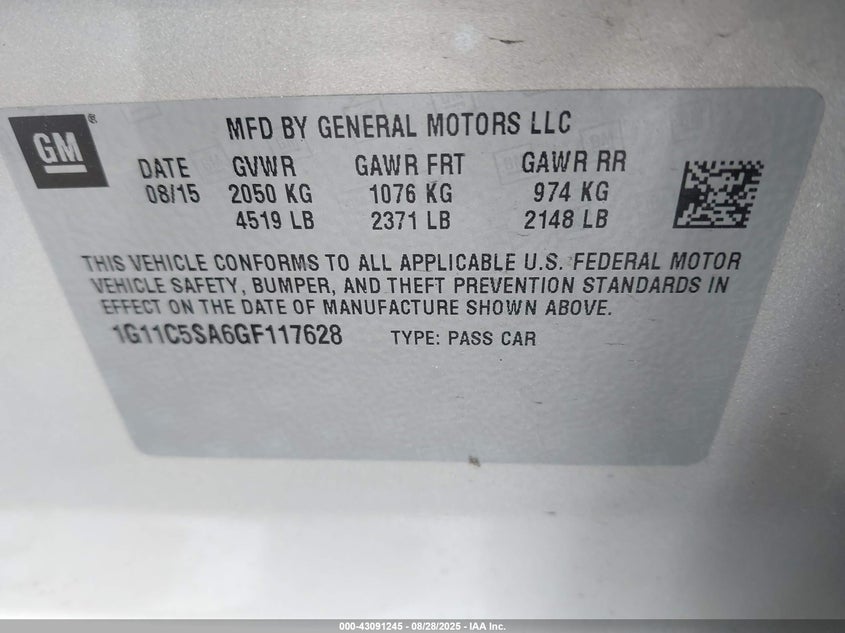 GM®
MFD BY GENERAL MOTORS LLC
DATE GVWR GAWR FRT GAWR RR
08/15 2050 KG 1076 KG 974 KG
4519 LB 2371 LB 2148 LB
THIS VEHICLE CONFORMS TO ALL APPLICABLE U.S. FEDERAL MOTOR
VEHICLE SAFETY, BUMPER, AND THEFT PREVENTION STANDARDS IN
EFFECT ON THE DATE OF MANUFACTURE SHOWN ABOVE.
1G11C5SA6GF117628 TYPE: PASS CAR
000-43091245 - 08/28/2025 - IAA Inc.